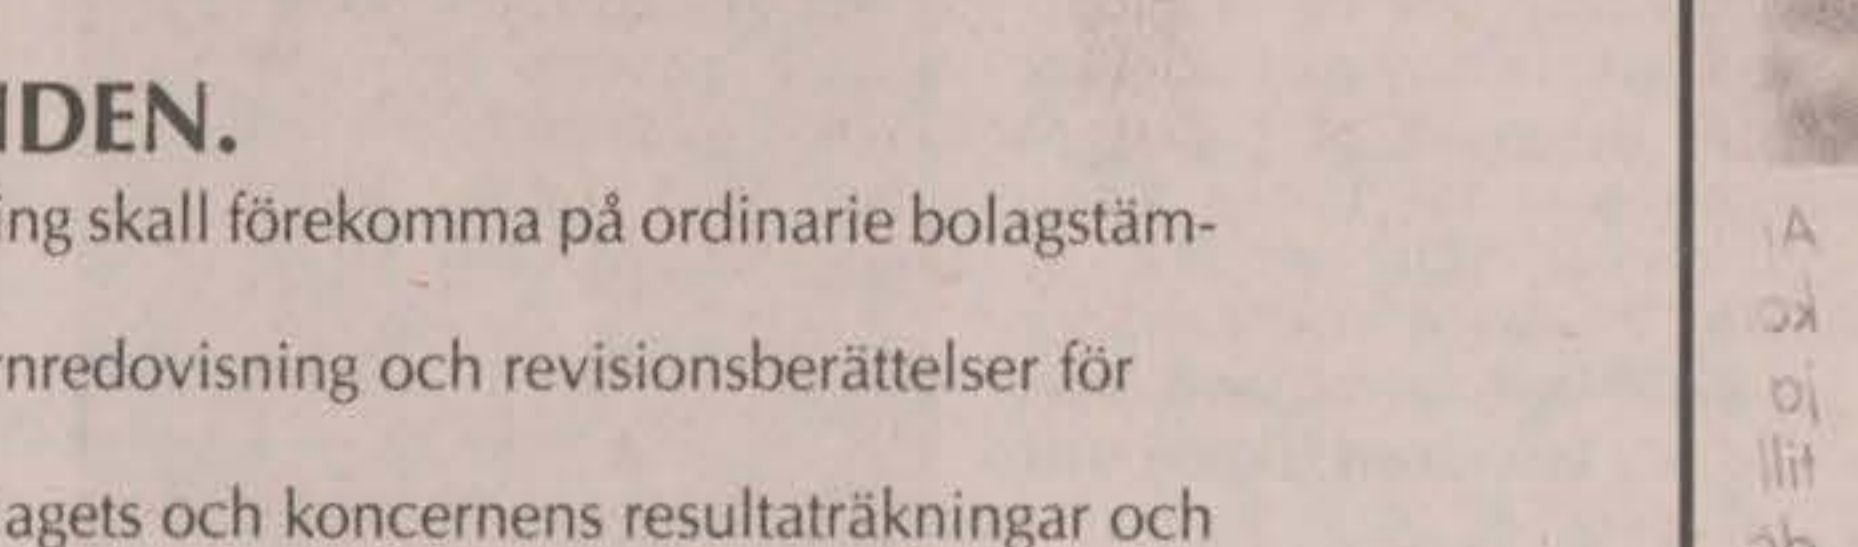 IDEN.
ing skall förekomma på ordinarie bolagstäm-
rnredovisning och revisionsberättelser för
agets och koncernens resultaträkningar och